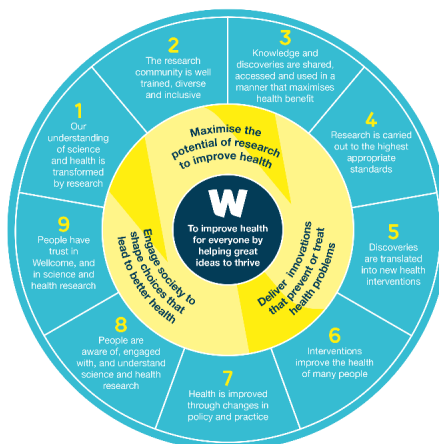 1
Our
understanding
of science
and health is
transformed
by research
2
The research
community is well
trained, diverse
and inclusive
3
Knowledge and
discoveries are shared,
accessed and used in a
manner that maximises
health benefit
4
Research is carried
out to the highest
appropriate
standards
5
Discoveries
are translated
into new health
interventions
6
Interventions
improve the health
of many people
7
Health is improved
through changes in
policy and practice
8
People are
aware of, engaged
with, and understand
science and health
research
9
People have
trust in
Wellcome, and
in science and
health research
Maximise the
potential of research
to improve health
Deliver innovations
that prevent or treat
health problems
Engage society to
shape choices that
lead to better health
W
To improve health
for everyone by
helping great
ideas to thrive